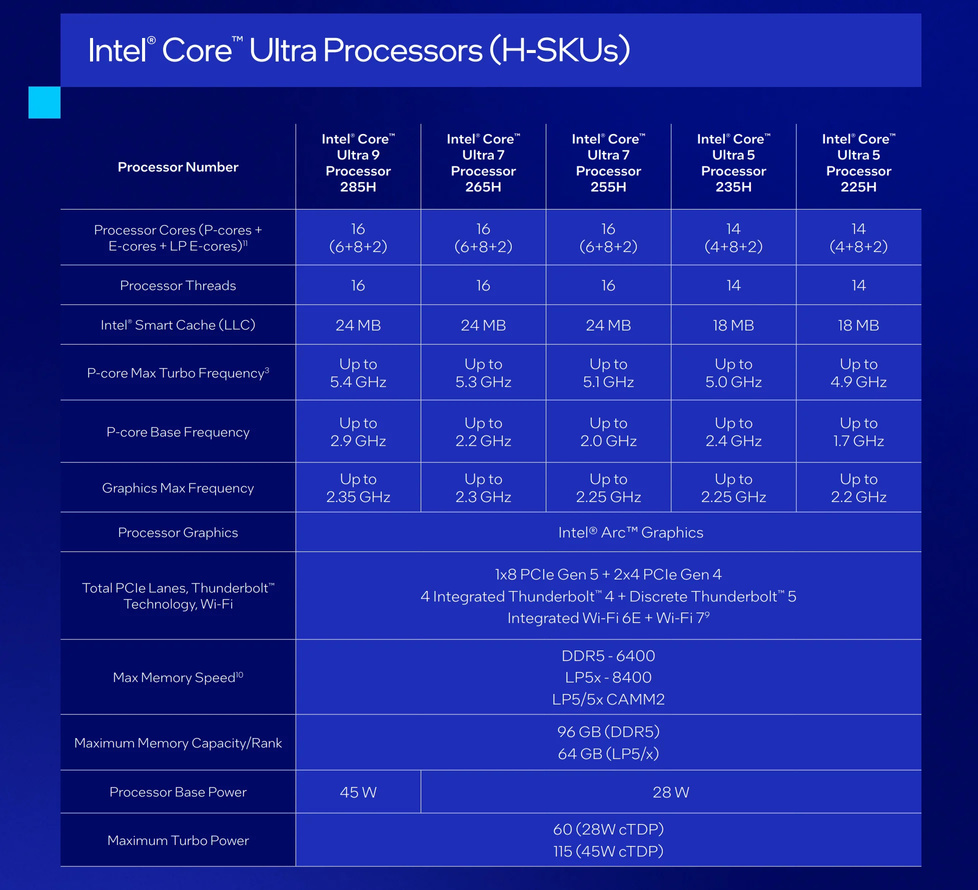 Intel® Core™ Ultra Processors (H-SKUs)
Processor Number
Intel® Core™
Ultra 9
Processor
285H
Intel® Core™
Ultra 7
Processor
265H
Intel® Core™
Ultra 7
Processor
255H
Intel® Core™
Ultra 5
Processor
235H
Intel® Core™
Ultra 5
Processor
225H
Processor Cores (P-cores +
E-cores + LP E-cores)¹¹
16
(6+8+2)
16
(6+8+2)
16
(6+8+2)
14
(4+8+2)
14
(4+8+2)
Processor Threads
16
16
16
14
14
Intel® Smart Cache (LLC)
24 MB
24 MB
24 MB
18 MB
18 MB
P-core Max Turbo Frequency³
Up to
5.4 GHz
Up to
5.3 GHz
Up to
5.1 GHz
Up to
5.0 GHz
Up to
4.9 GHz
P-core Base Frequency
Up to
2.9 GHz
Up to
2.2 GHz
Up to
2.0 GHz
Up to
2.4 GHz
Up to
1.7 GHz
Graphics Max Frequency
Up to
2.35 GHz
Up to
2.3 GHz
Up to
2.25 GHz
Up to
2.25 GHz
Up to
2.2 GHz
Processor Graphics
Intel® Arc™ Graphics
Total PCIe Lanes, Thunderbolt™
Technology, Wi-Fi
1x8 PCIe Gen 5 + 2x4 PCIe Gen 4
4 Integrated Thunderbolt™ 4 + Discrete Thunderbolt™ 5
Integrated Wi-Fi 6E + Wi-Fi 7⁹
Max Memory Speed¹⁰
DDR5 - 6400
LP5x - 8400
LP5/5x CAMM2
Maximum Memory Capacity/Rank
96 GB (DDR5)
64 GB (LP5/x)
Processor Base Power
45 W
28 W
Maximum Turbo Power
60 (28W cTDP)
115 (45W cTDP)